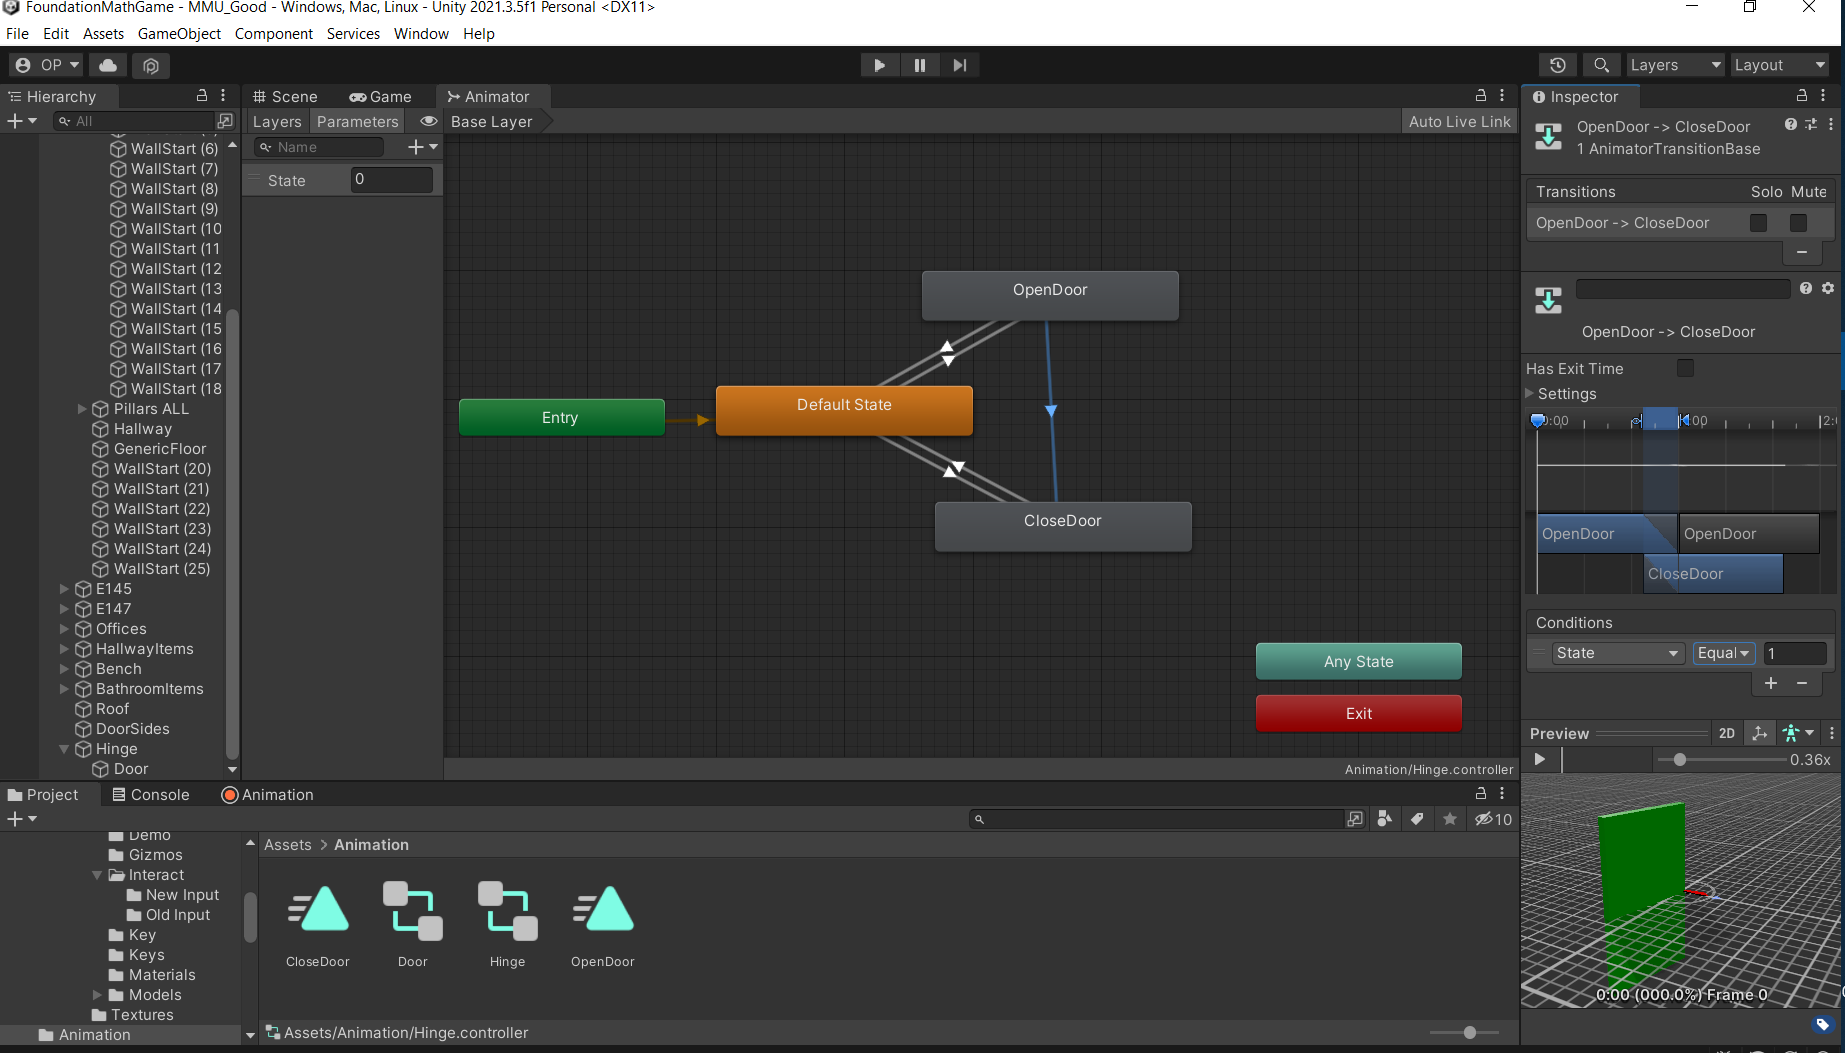 FoundationMathGame - MMU_Good - Windows, Mac, Linux - Unity 2021.3.5f1 Personal <DX11>
File Edit Assets GameObject Component Services Window Help
OP
Layers Layout
Hierarchy
All
WallStart (6)
WallStart (7)
WallStart (8)
WallStart (9)
WallStart (10
WallStart (11
WallStart (12
WallStart (13
WallStart (14
WallStart (15
WallStart (16
WallStart (17
WallStart (18
Pillars ALL
Hallway
GenericFloor
WallStart (20)
WallStart (21)
WallStart (22)
WallStart (23)
WallStart (24)
WallStart (25)
E145
E147
Offices
HallwayItems
Bench
BathroomItems
Roof
DoorSides
Hinge
Door
Scene Game Animator
Layers Parameters Base Layer Auto Live Link
Name
State 0
OpenDoor
Default State
Entry
CloseDoor
Any State
Exit
Animation/Hinge.controller
Inspector
OpenDoor -> CloseDoor
1 AnimatorTransitionBase
Transitions Solo Mute
OpenDoor -> CloseDoor
OpenDoor -> CloseDoor
Has Exit Time
Settings
0:00 :00 2:0
OpenDoor OpenDoor
CloseDoor
Conditions
State Equal 1
Preview 2D
0.36x
0:00 (000.0%) Frame 0
Project Console Animation
10
Demo
Gizmos
Interact
New Input
Old Input
Key
Keys
Materials
Models
Textures
Animation
Assets > Animation
CloseDoor Door Hinge OpenDoor
Assets/Animation/Hinge.controller